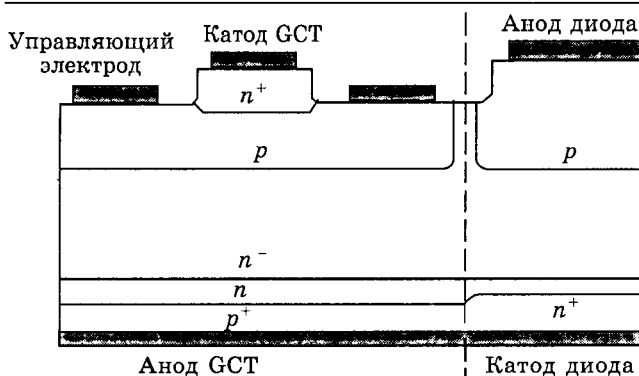 Управляющий
электрод
Катод GCT
Анод диода
n⁺
p
p
n⁻
n
p⁺
n⁺
Анод GCT
Катод диода